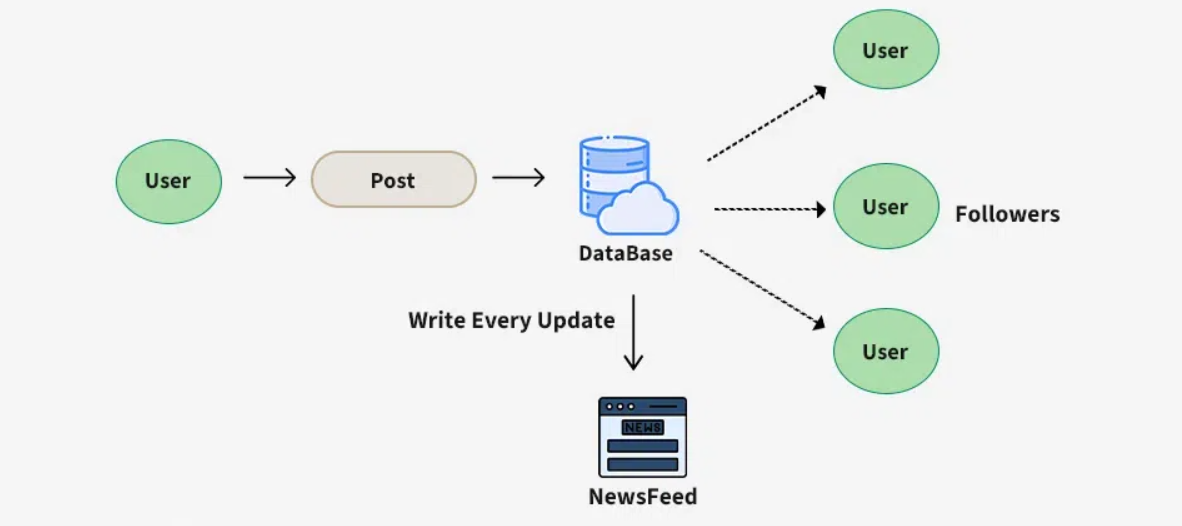 User
User
Post
User
Followers
DataBase
Write Every Update
User
NEWS
NewsFeed